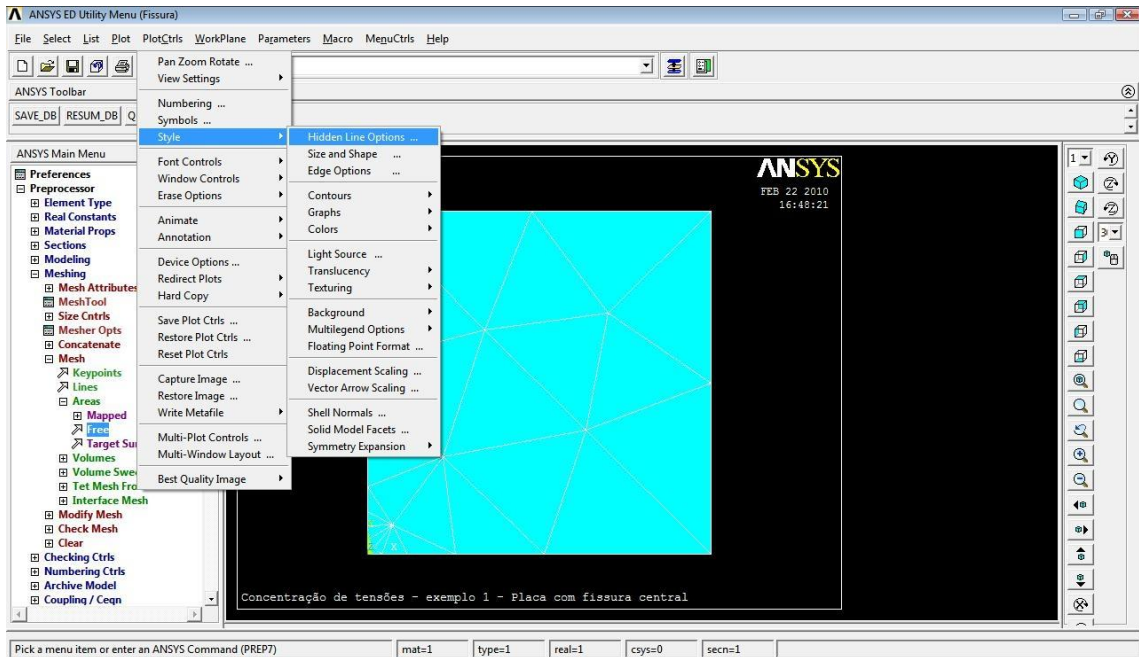 ANSYS ED Utility Menu (Fissura)
File Select List Plot PlotCtrls WorkPlane Parameters Macro MenuCtrls Help
ANSYS Toolbar
SAVE_DB RESUM_DB Q
Pan Zoom Rotate ...
View Settings
Numbering ...
Symbols ...
Style
Font Controls
Window Controls
Erase Options
Animate
Annotation
Device Options ...
Redirect Plots
Hard Copy
Save Plot Ctrls ...
Restore Plot Ctrls ...
Reset Plot Ctrls
Capture Image ...
Restore Image ...
Write Metafile
Multi-Plot Controls ...
Multi-Window Layout ...
Best Quality Image
Hidden Line Options ...
Size and Shape ...
Edge Options ...
Contours
Graphs
Colors
Light Source ...
Translucency
Texturing
Background
Multilegend Options
Floating Point Format ...
Displacement Scaling ...
Vector Arrow Scaling ...
Shell Normals ...
Solid Model Facets ...
Symmetry Expansion
ANSYS Main Menu
Preferences
Preprocessor
Element Type
Real Constants
Material Props
Sections
Modeling
Meshing
Mesh Attributes
MeshTool
Size Cntrls
Mesher Opts
Concatenate
Mesh
Keypoints
Lines
Areas
Mapped
Free
Target Su
Volumes
Volume Swe
Tet Mesh Fro
Interface Mesh
Modify Mesh
Check Mesh
Clear
Checking Ctrls
Numbering Ctrls
Archive Model
Coupling / Ceqn
ANSYS
FEB 22 2010
16:48:21
X
Concentração de tensões - exemplo 1 - Placa com fissura central
1
Pick a menu item or enter an ANSYS Command (PREP7)
mat=1 type=1 real=1 csys=0 secn=1